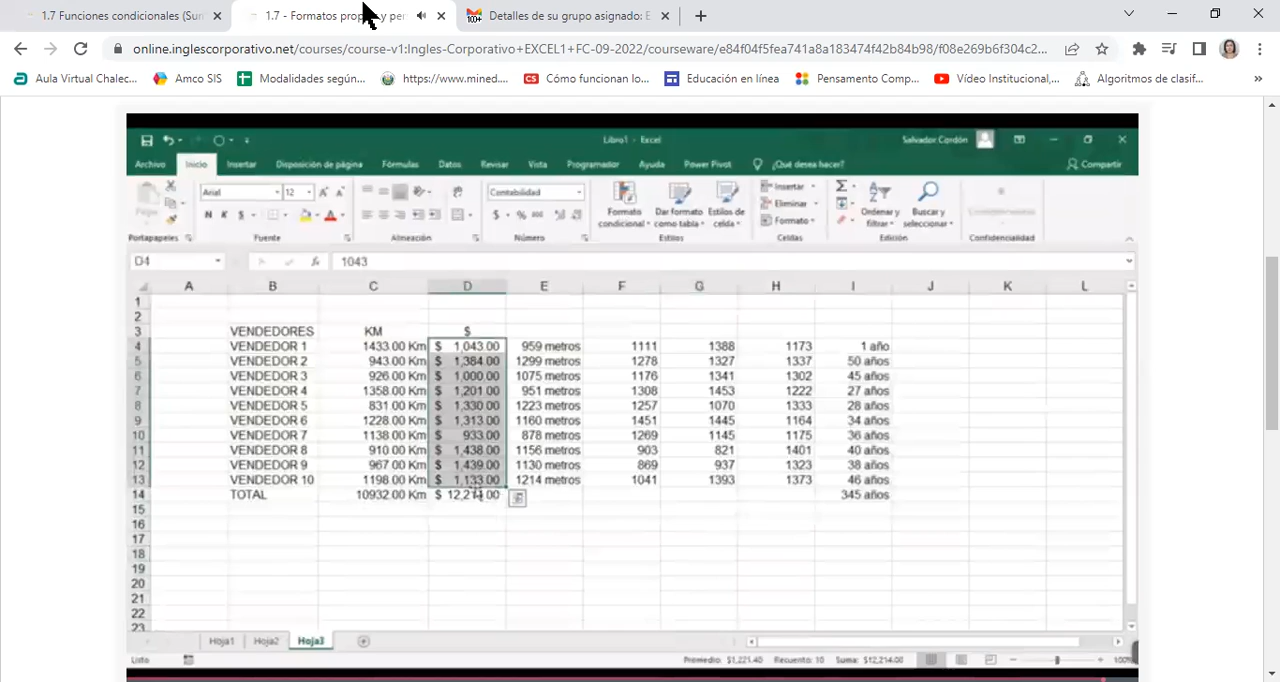 1.7 Funciones condicionales (Sun
1.7 - Formatos prop y per
Detalles de su grupo asignado: E
online.inglescorporativo.net/courses/course-v1:Ingles-Corporativo+EXCEL1+FC-09-2022/courseware/e84f04f5fea741a8a183474f42b84b98/f08e269b6f304c2...
Aula Virtual Chalec... Amco SIS Modalidades según... https://www.mined... Cómo funcionan lo... Educación en línea Pensamento Comp... Vídeo Institucional,... Algoritmos de clasif... »
Libro1 - Excel Salvador Cordón
Archivo Inicio Insertar Disposición de página Fórmulas Datos Revisar Vista Programador Ayuda Power Pivot ¿Qué desea hacer? Compartir
Arial 12 Contabilidad
Pegar N K S $ % 000 Formato condicional Dar formato como tabla Estilos de celda Insertar Eliminar Formato Ordenar y filtrar Buscar y seleccionar Confidencialidad
Portapapeles Fuente Alineación Número Estilos Celdas Edición Confidencialidad
D4 fx 1043
A B C D E F G H I J K L
1
2
3 VENDEDORES KM $
4 VENDEDOR 1 1433.00 Km $ 1,043.00 959 metros 1111 1388 1173 1 año
5 VENDEDOR 2 943.00 Km $ 1,384.00 1299 metros 1278 1327 1337 50 años
6 VENDEDOR 3 926.00 Km $ 1,000.00 1075 metros 1176 1341 1302 45 años
7 VENDEDOR 4 1358.00 Km $ 1,201.00 951 metros 1308 1453 1222 27 años
8 VENDEDOR 5 831.00 Km $ 1,330.00 1223 metros 1257 1070 1333 28 años
9 VENDEDOR 6 1228.00 Km $ 1,313.00 1160 metros 1451 1445 1164 34 años
10 VENDEDOR 7 1138.00 Km $ 933.00 878 metros 1269 1145 1175 36 años
11 VENDEDOR 8 910.00 Km $ 1,438.00 1156 metros 903 821 1401 40 años
12 VENDEDOR 9 967.00 Km $ 1,439.00 1130 metros 869 937 1323 38 años
13 VENDEDOR 10 1198.00 Km $ 1,133.00 1214 metros 1041 1393 1373 46 años
14 TOTAL 10932.00 Km $ 12,214.00 345 años
15
16
17
18
19
20
21
22
23
Hoja1 Hoja2 Hoja3
Listo Promedio: $1,221.40 Recuento: 10 Suma: $12,214.00 100%